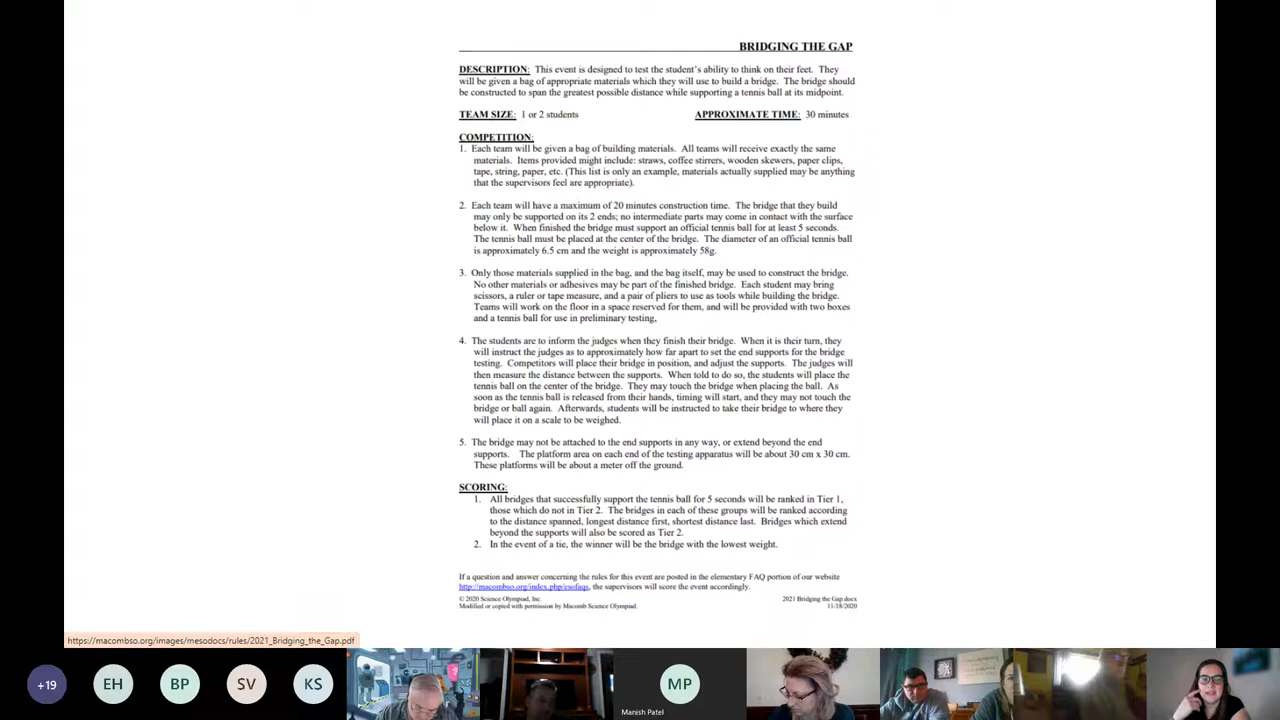 BRIDGING THE GAP
DESCRIPTION: This event is designed to test the student's ability to think on their feet. They
will be given a bag of appropriate materials which they will use to build a bridge. The bridge should
be constructed to span the greatest possible distance while supporting a tennis ball at its midpoint.
TEAM SIZE: 1 or 2 students APPROXIMATE TIME: 30 minutes
COMPETITION:
1. Each team will be given a bag of building materials. All teams will receive exactly the same
materials. Items provided might include: straws, coffee stirrers, wooden skewers, paper clips,
tape, string, paper, etc. (This list is only an example, materials actually supplied may be anything
that the supervisors feel are appropriate).
2. Each team will have a maximum of 20 minutes construction time. The bridge that they build
may only be supported on its 2 ends; no intermediate parts may come in contact with the surface
below it. When finished the bridge must support an official tennis ball for at least 5 seconds.
The tennis ball must be placed at the center of the bridge. The diameter of an official tennis ball
is approximately 6.5 cm and the weight is approximately 58g.
3. Only those materials supplied in the bag, and the bag itself, may be used to construct the bridge.
No other materials or adhesives may be part of the finished bridge. Each student may bring
scissors, a ruler or tape measure, and a pair of pliers to use as tools while building the bridge.
Teams will work on the floor in a space reserved for them, and will be provided with two boxes
and a tennis ball for use in preliminary testing,
4. The students are to inform the judges when they finish their bridge. When it is their turn, they
will instruct the judges as to approximately how far apart to set the end supports for the bridge
testing. Competitors will place their bridge in position, and adjust the supports. The judges will
then measure the distance between the supports. When told to do so, the students will place the
tennis ball on the center of the bridge. They may touch the bridge when placing the ball. As
soon as the tennis ball is released from their hands, timing will start, and they may not touch the
bridge or ball again. Afterwards, students will be instructed to take their bridge to where they
will place it on a scale to be weighed.
5. The bridge may not be attached to the end supports in any way, or extend beyond the end
supports. The platform area on each end of the testing apparatus will be about 30 cm x 30 cm.
These platforms will be about a meter off the ground.
SCORING:
1. All bridges that successfully support the tennis ball for 5 seconds will be ranked in Tier 1,
those which do not in Tier 2. The bridges in each of these groups will be ranked according
to the distance spanned, longest distance first, shortest distance last. Bridges which extend
beyond the supports will also be scored as Tier 2.
2. In the event of a tie, the winner will be the bridge with the lowest weight.
If a question and answer concerning the rules for this event are posted in the elementary FAQ portion of our website
http://macombso.org/index.php/esofaqs, the supervisors will score the event accordingly.
© 2020 Science Olympiad, Inc. 2021 Bridging the Gap.docx
Modified or copied with permission by Macomb Science Olympiad. 11/18/2020
https://macombso.org/images/mesodocs/rules/2021_Bridging_the_Gap.pdf
+19 EH BP SV KS MP
Manish Patel